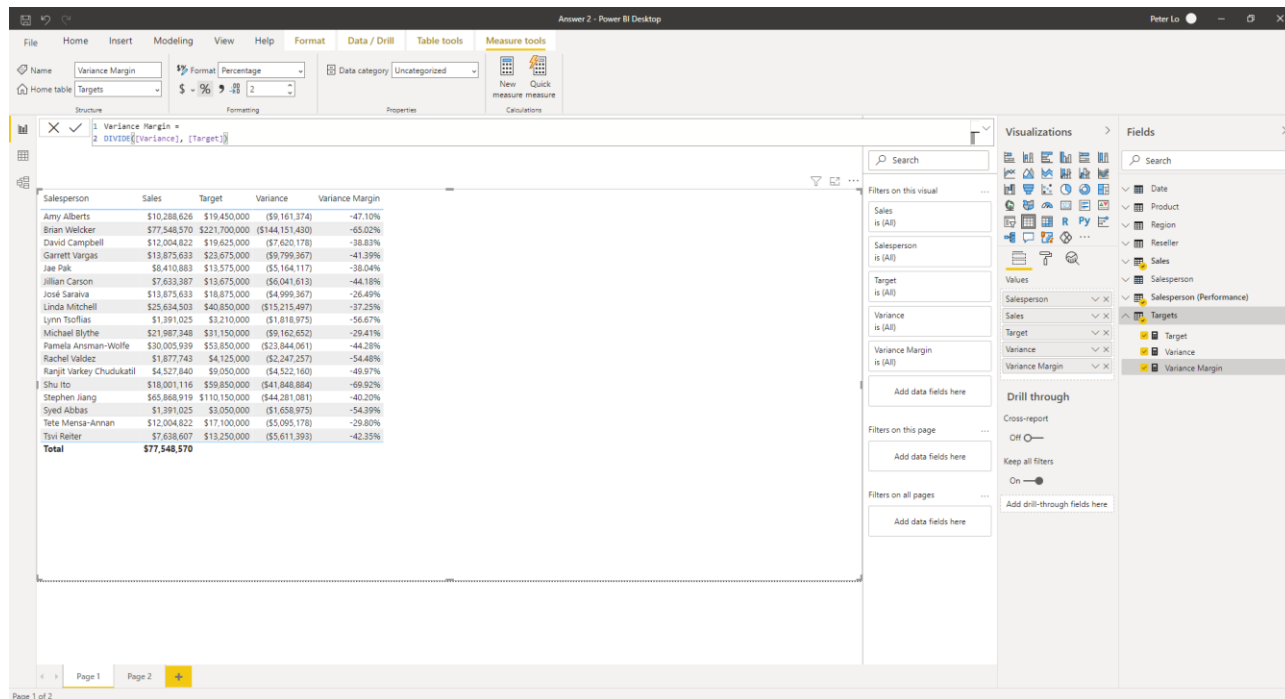 Answer 2 - Power BI Desktop
Peter Lo
File Home Insert Modeling View Help Format Data / Drill Table tools Measure tools
Name Variance Margin
$% Format Percentage
Data category Uncategorized
New measure
Quick measure
Home table Targets
$ % 9 .00 2
Structure Formatting Properties Calculations
1 Variance Margin =
2 DIVIDE([Variance], [Target])
Salesperson Sales Target Variance Variance Margin
Amy Alberts $10,288,626 $19,450,000 ($9,161,374) -47.10%
Brian Welcker $77,548,570 $221,700,000 ($144,151,430) -65.02%
David Campbell $12,004,822 $19,625,000 ($7,620,178) -38.83%
Garrett Vargas $13,875,633 $23,675,000 ($9,799,367) -41.39%
Jae Pak $8,410,883 $13,575,000 ($5,164,117) -38.04%
Jillian Carson $7,633,387 $13,675,000 ($6,041,613) -44.18%
José Saraiva $13,875,633 $18,875,000 ($4,999,367) -26.49%
Linda Mitchell $25,634,503 $40,850,000 ($15,215,497) -37.25%
Lynn Tsoflias $1,391,025 $3,210,000 ($1,818,975) -56.67%
Michael Blythe $21,987,348 $31,150,000 ($9,162,652) -29.41%
Pamela Ansman-Wolfe $30,005,939 $53,850,000 ($23,844,061) -44.28%
Rachel Valdez $1,877,743 $4,125,000 ($2,247,257) -54.48%
Ranjit Varkey Chudukatil $4,527,840 $9,050,000 ($4,522,160) -49.97%
Shu Ito $18,001,116 $59,850,000 ($41,848,884) -69.92%
Stephen Jiang $65,868,919 $110,150,000 ($44,281,081) -40.20%
Syed Abbas $1,391,025 $3,050,000 ($1,658,975) -54.39%
Tete Mensa-Annan $12,004,822 $17,100,000 ($5,095,178) -29.80%
Tsvi Reiter $7,638,607 $13,250,000 ($5,611,393) -42.35%
Total $77,548,570
Search
Filters on this visual
Sales
is (All)
Salesperson
is (All)
Target
is (All)
Variance
is (All)
Variance Margin
is (All)
Add data fields here
Filters on this page
Add data fields here
Filters on all pages
Add data fields here
Visualizations
R Py
Values
Salesperson
Sales
Target
Variance
Variance Margin
Drill through
Cross-report
Off
Keep all filters
On
Add drill-through fields here
Fields
Search
Date
Product
Region
Reseller
Sales
Salesperson
Salesperson (Performance)
Targets
Target
Variance
Variance Margin
Page 1 Page 2 +
Page 1 of 2